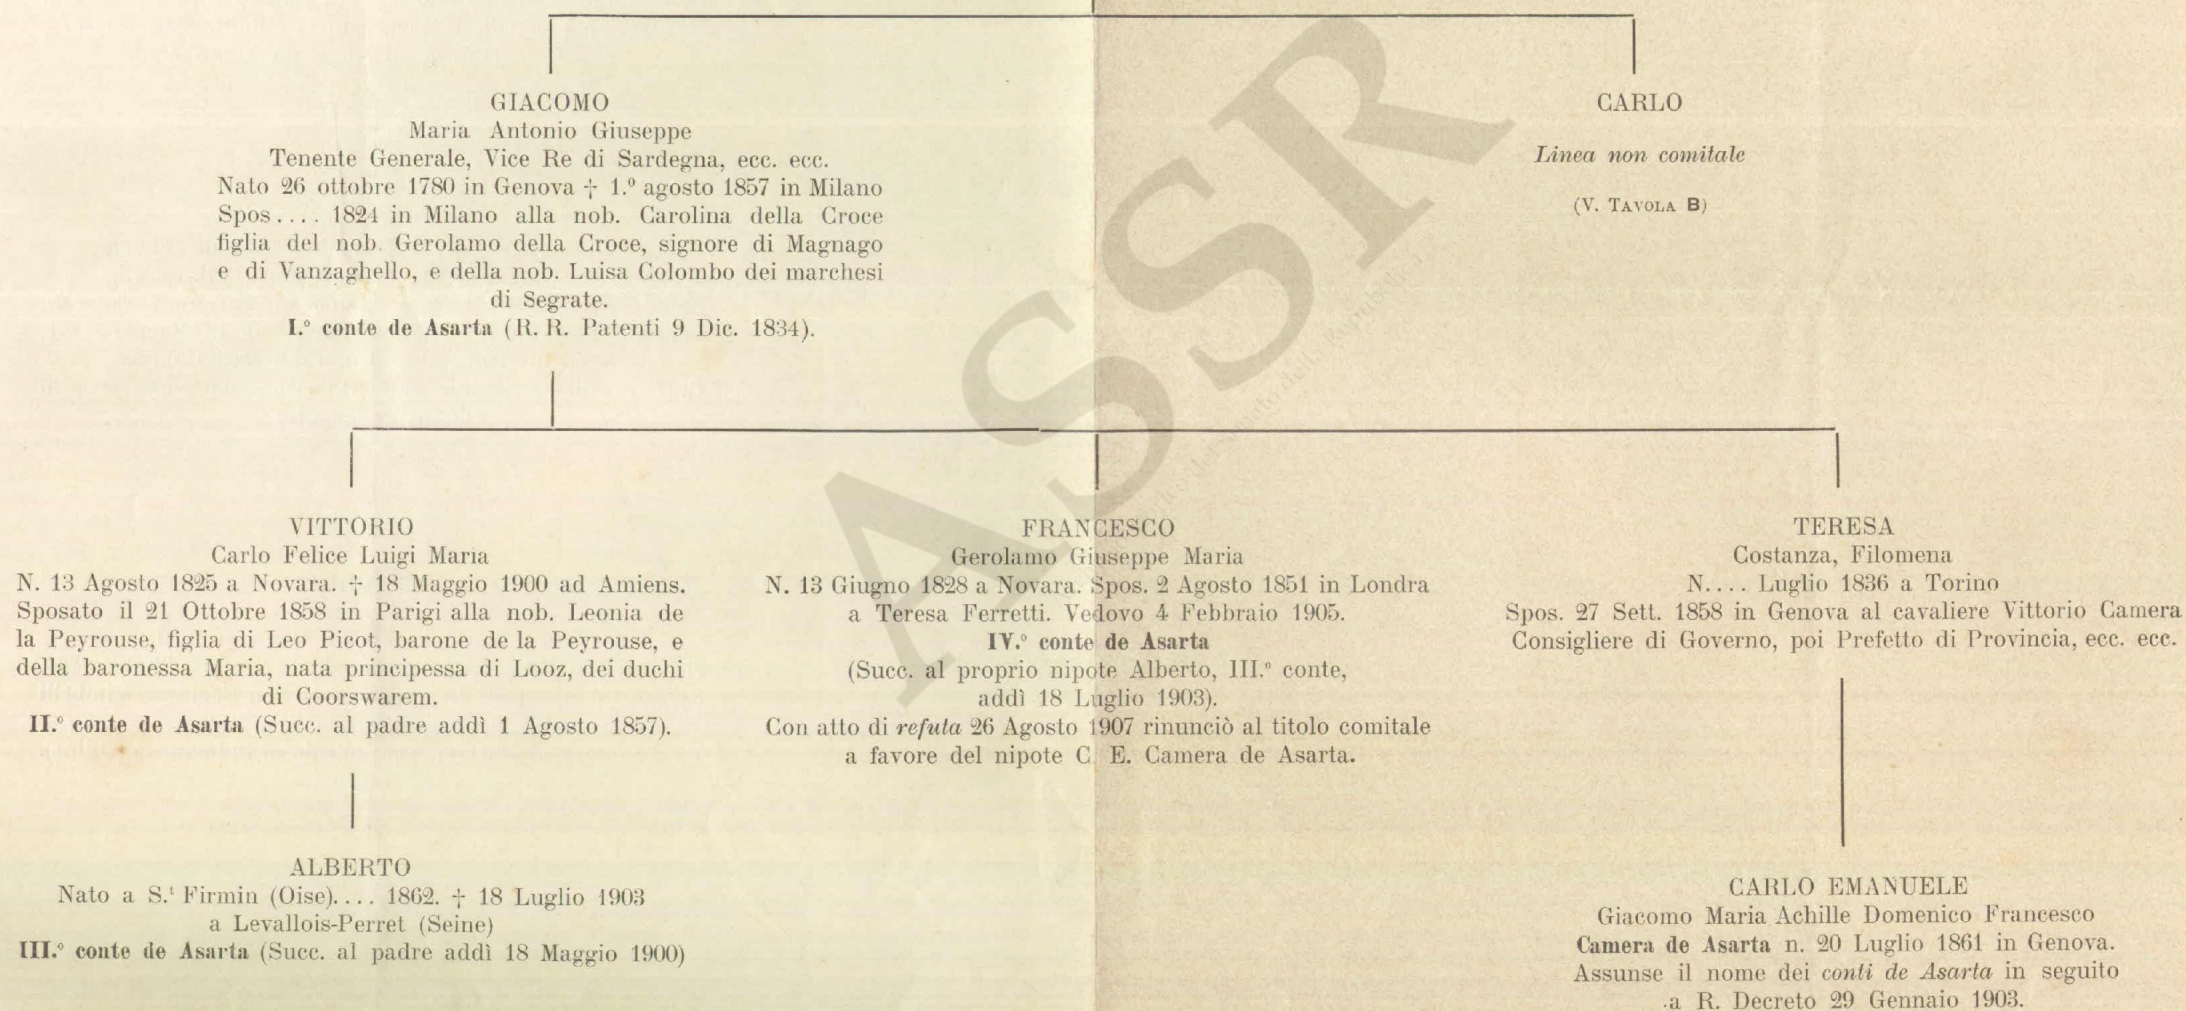 GIACOMO
Maria Antonio Giuseppe
Tenente Generale, Vice Re di Sardegna, ecc. ecc.
Nato 26 ottobre 1780 in Genova † 1.º agosto 1857 in Milano
Spos.... 1824 in Milano alla nob. Carolina della Croce
figlia del nob. Gerolamo della Croce, signore di Magnago
e di Vanzaghello, e della nob. Luisa Colombo dei marchesi
di Segrate.
I.º conte de Asarta (R. R. Patenti 9 Dic. 1834).
CARLO
Linea non comitale
(V. TAVOLA B)
VITTORIO
Carlo Felice Luigi Maria
N. 13 Agosto 1825 a Novara. † 18 Maggio 1900 ad Amiens.
Sposato il 21 Ottobre 1858 in Parigi alla nob. Leonia de
la Peyrouse, figlia di Leo Picot, barone de la Peyrouse, e
della baronessa Maria, nata principessa di Looz, dei duchi
di Coorswarem.
II.º conte de Asarta (Succ. al padre addì 1 Agosto 1857).
FRANCESCO
Gerolamo Giuseppe Maria
N. 13 Giugno 1828 a Novara. Spos. 2 Agosto 1851 in Londra
a Teresa Ferretti. Vedovo 4 Febbraio 1905.
IV.º conte de Asarta
(Succ. al proprio nipote Alberto, III.º conte,
addì 18 Luglio 1903).
Con atto di refuta 26 Agosto 1907 rinunciò al titolo comitale
a favore del nipote C. E. Camera de Asarta.
TERESA
Costanza, Filomena
N.... Luglio 1836 a Torino
Spos. 27 Sett. 1858 in Genova al cavaliere Vittorio Camera
Consigliere di Governo, poi Prefetto di Provincia, ecc. ecc.
ALBERTO
Nato a S.t Firmin (Oise).... 1862. † 18 Luglio 1903
a Levallois-Perret (Seine)
III.º conte de Asarta (Succ. al padre addì 18 Maggio 1900)
CARLO EMANUELE
Giacomo Maria Achille Domenico Francesco
Camera de Asarta n. 20 Luglio 1861 in Genova.
Assunse il nome dei conti de Asarta in seguito
a R. Decreto 29 Gennaio 1903.
ASSR